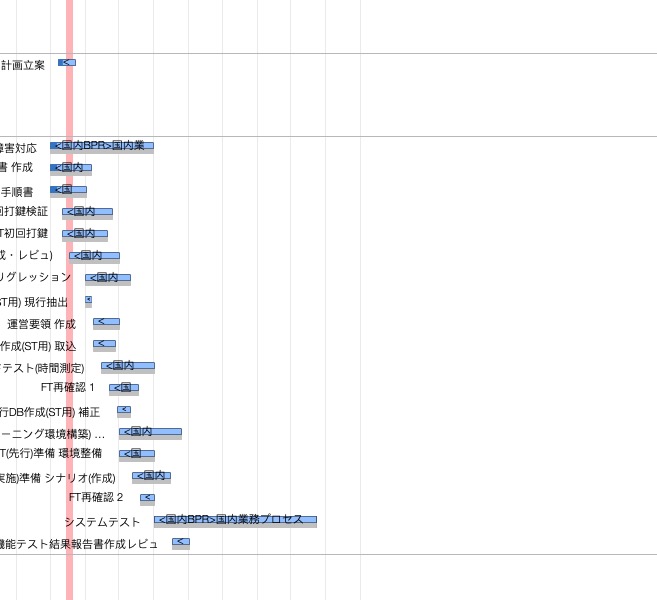 計画立案 <
障害対応 <国内BPR>国内業
書 作成 <国内
手順書 <国
回打鍵検証 <国内
T初回打鍵 <国内
成・レビュ) <国内
リグレッション <国内
ST用) 現行抽出 <
運営要領 作成 <
作成(ST用) 取込 <
テスト(時間測定) <国内
FT再確認 1 <国
行DB作成(ST用) 補正 <
ーニング環境構築) … <国内
T(先行)準備 環境整備 <国
実施)準備 シナリオ(作成) <国内
FT再確認 2 <
システムテスト <国内BPR>国内業務プロセス
機能テスト結果報告書作成レビュ <